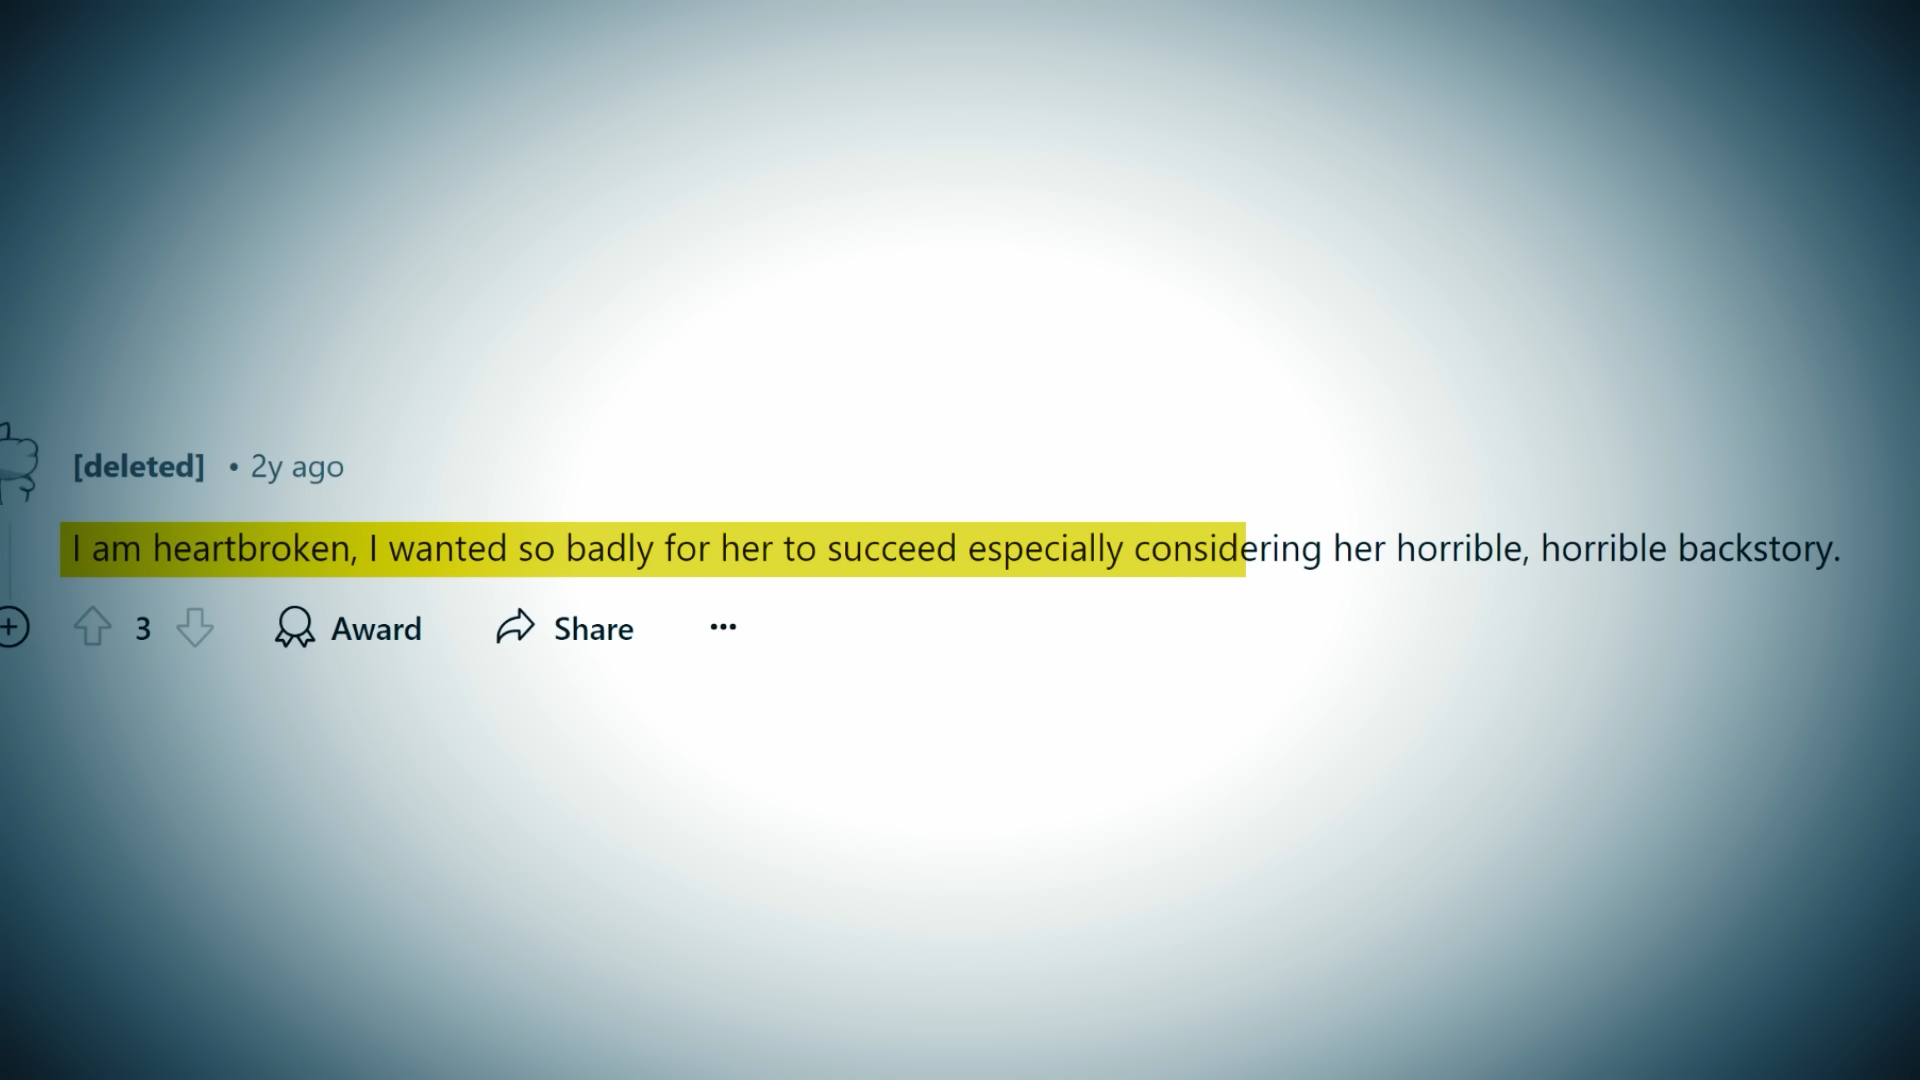 [deleted] • 2y ago
I am heartbroken, I wanted so badly for her to succeed especially considering her horrible, horrible backstory.
3 Award Share •••